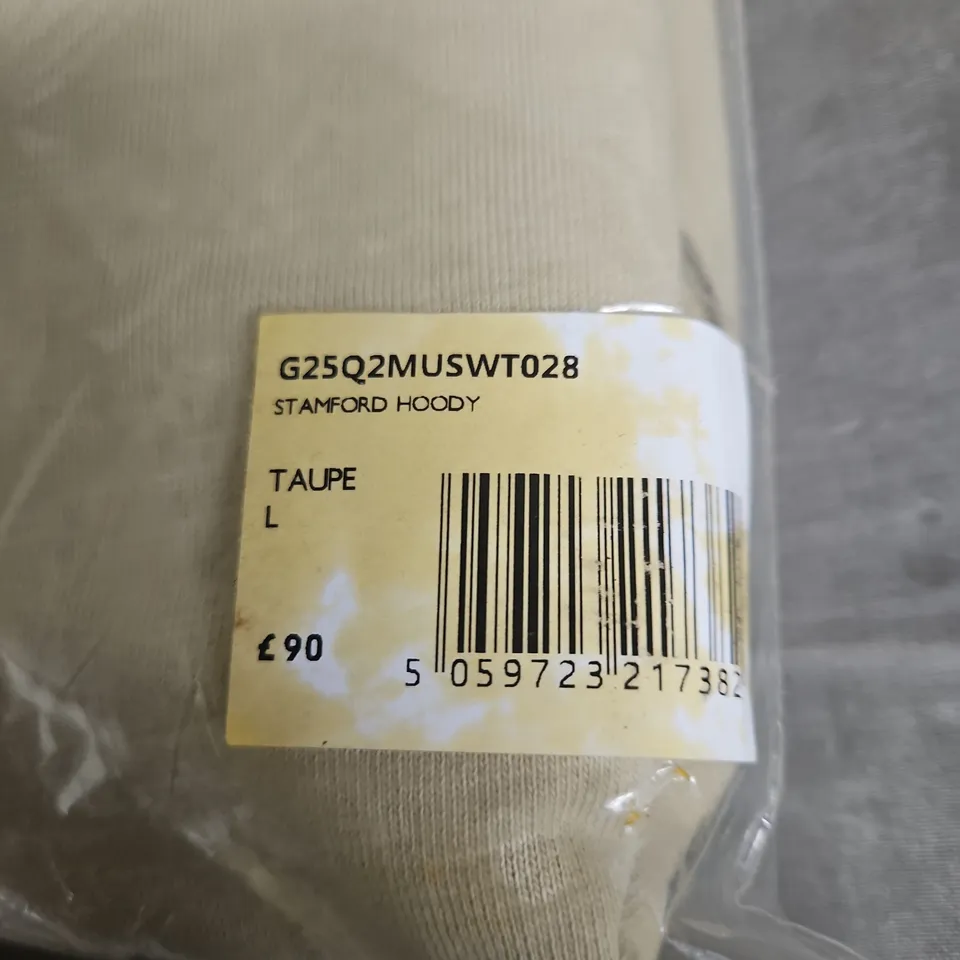 G25Q2MUSWT028
STAMFORD HOODY
TAUPE
L
£90
5 059723 217382